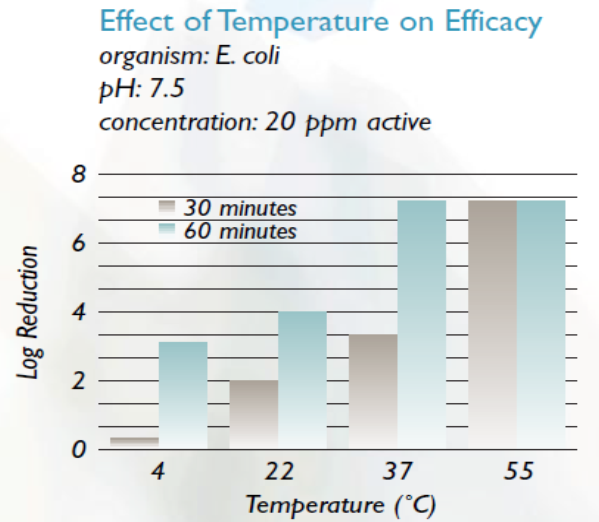 Effect of Temperature on Efficacy
organism: E. coli
pH: 7.5
concentration: 20 ppm active
8
30 minutes
60 minutes
6
4
2
0
Log Reduction
4 22 37 55
Temperature (˚C)